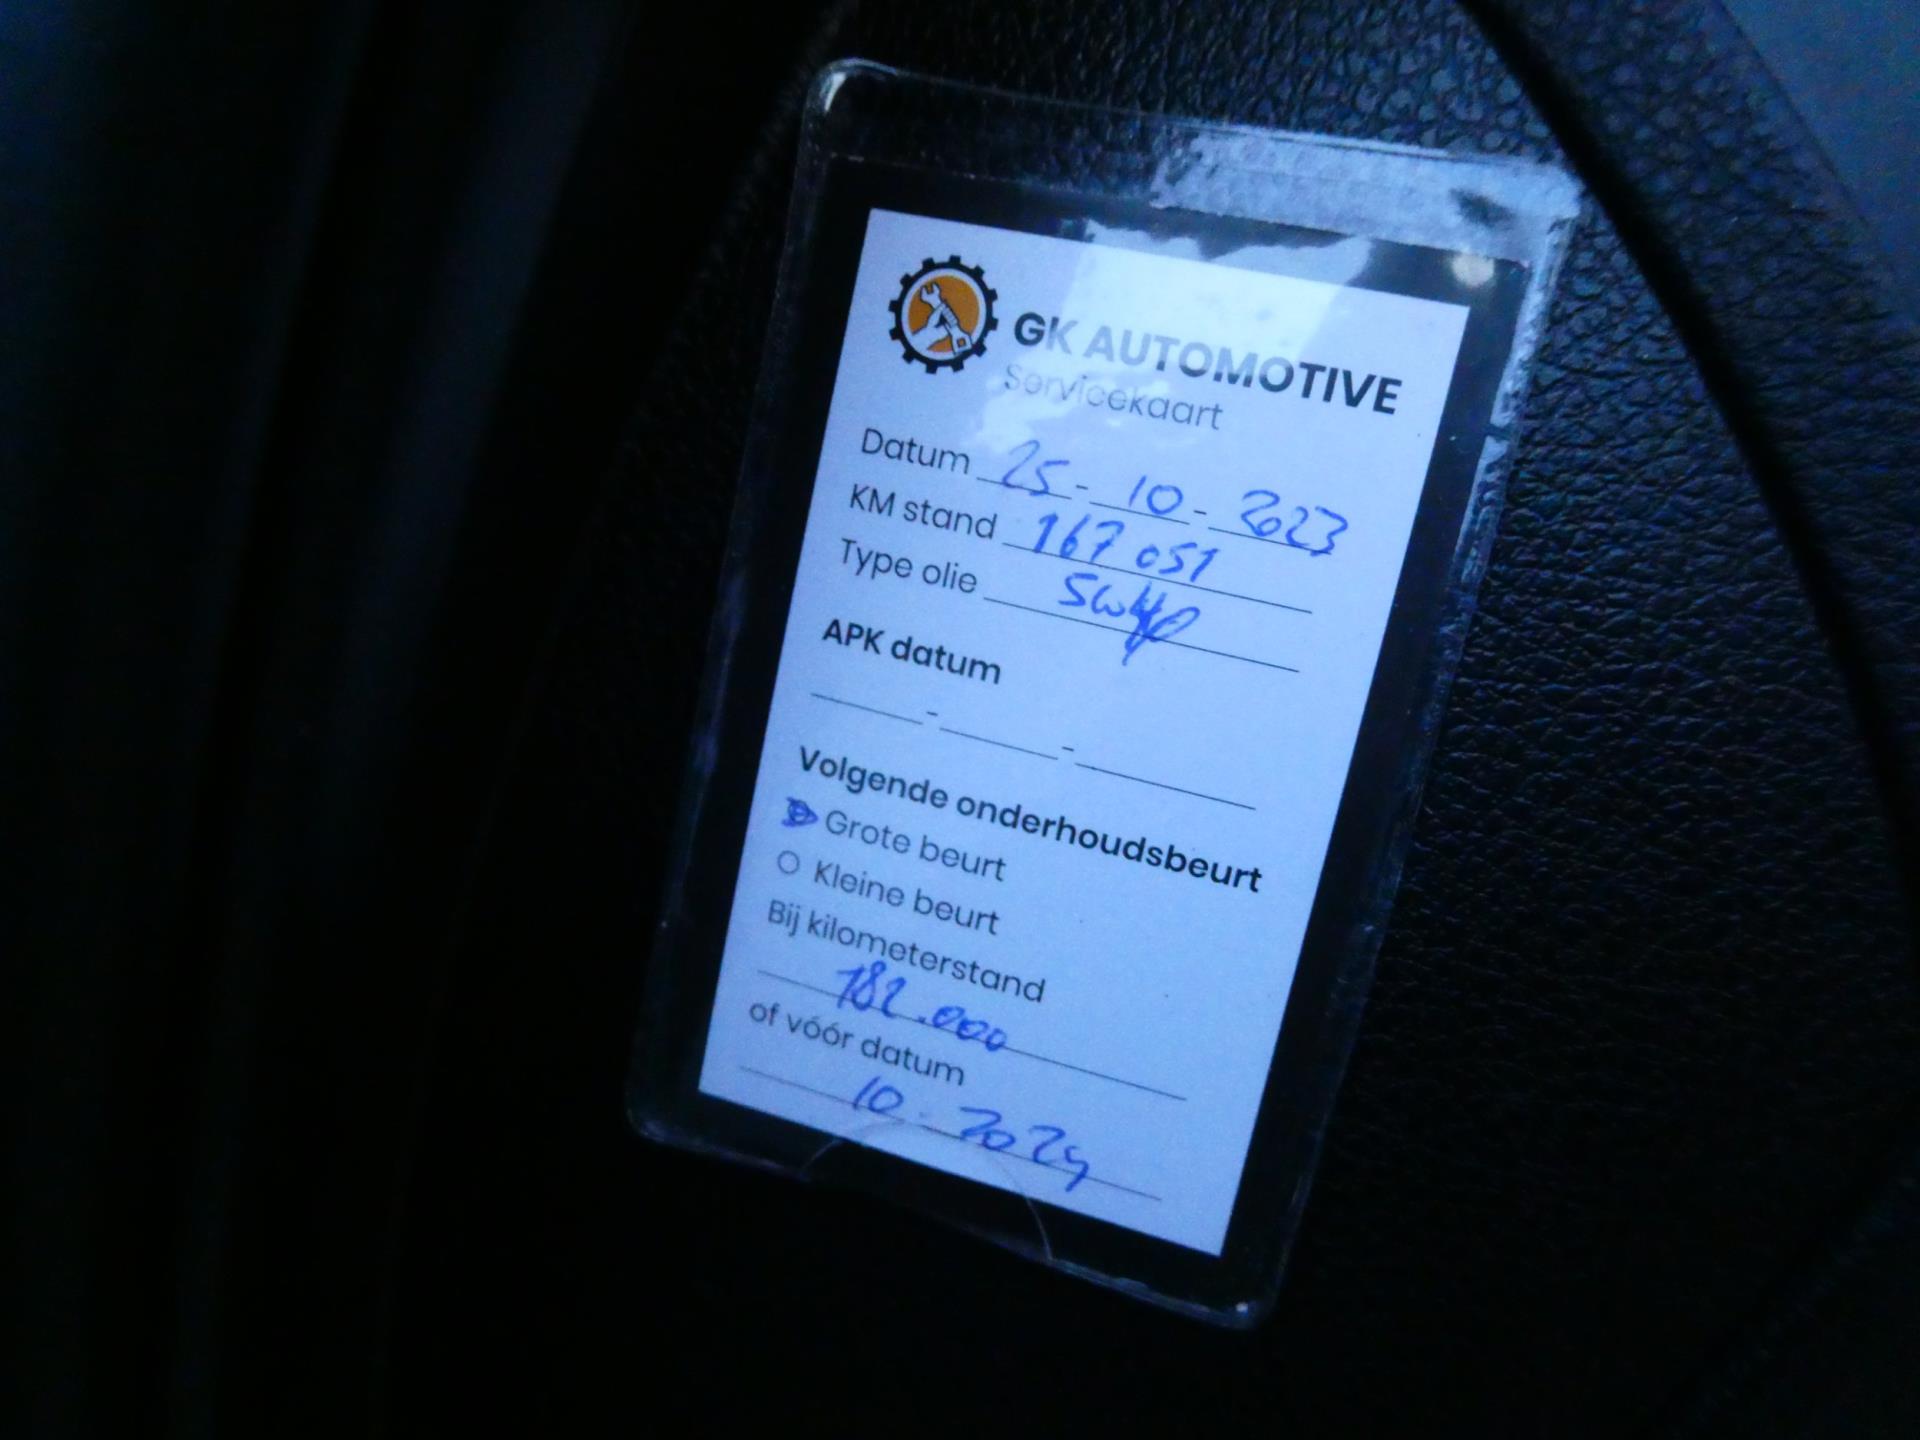 GK AUTOMOTIVE
Servicekaart
Datum 25 - 10 - 2023
KM stand 167 051
Type olie 5w40
APK datum
- -
Volgende onderhoudsbeurt
Grote beurt
Kleine beurt
Bij kilometerstand
182.000
of vóór datum
10 - 2024